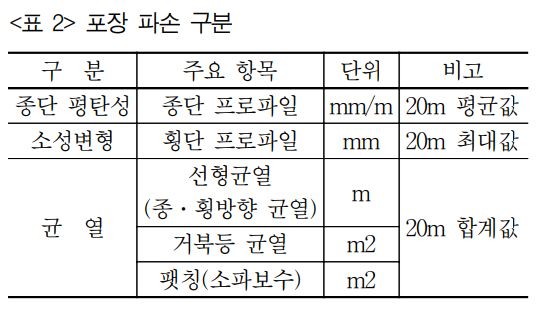 <표 2> 포장 파손 구분
구 분 주요 항목 단위 비고
종단 평탄성 종단 프로파일 mm/m 20m 평균값
소성변형 횡단 프로파일 mm 20m 최대값
균 열 선형균열 (종·횡방향 균열) m 20m 합계값
거북등 균열 m2
팻칭(소파보수) m2